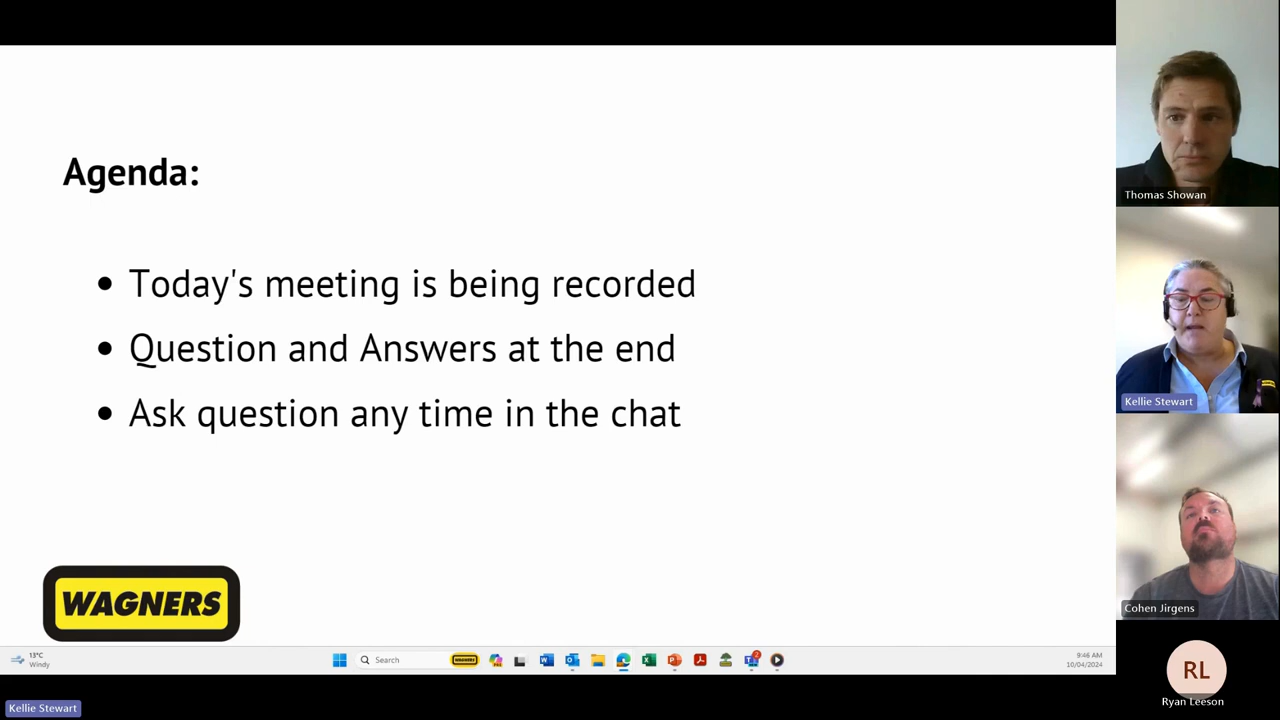 Agenda:
Today's meeting is being recorded
Question and Answers at the end
Ask question any time in the chat
WAGNERS
13°C
Windy
Search
WAGNERS
2
9:46 AM
10/04/2024
Kellie Stewart
Thomas Showan
Kellie Stewart
Cohen Jirgens
RL
Ryan Leeson